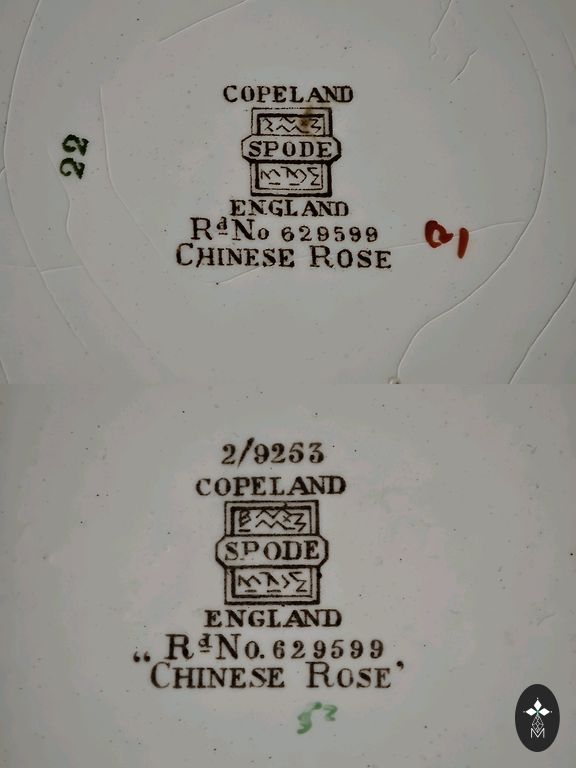 COPELAND
SPODE
ENGLAND
RᵈNo 629599
CHINESE ROSE
22
2/9253
COPELAND
SPODE
ENGLAND
„ RᵈNo. 629599
CHINESE ROSE’